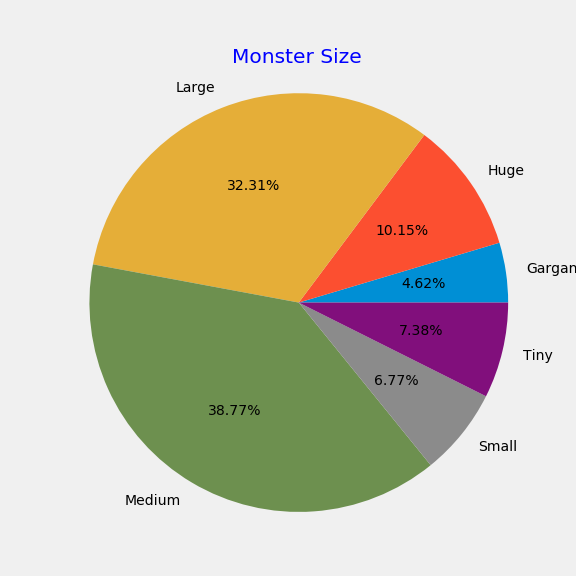 Monster Size
Large
32.31%
Huge
10.15%
Gargan
4.62%
7.38%
Tiny
6.77%
Small
38.77%
Medium